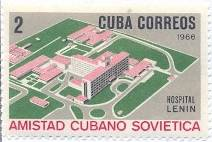 2 CUBA CORREOS
1966
HOSPITAL
LENIN
AMISTAD CUBANO SOVIETICA